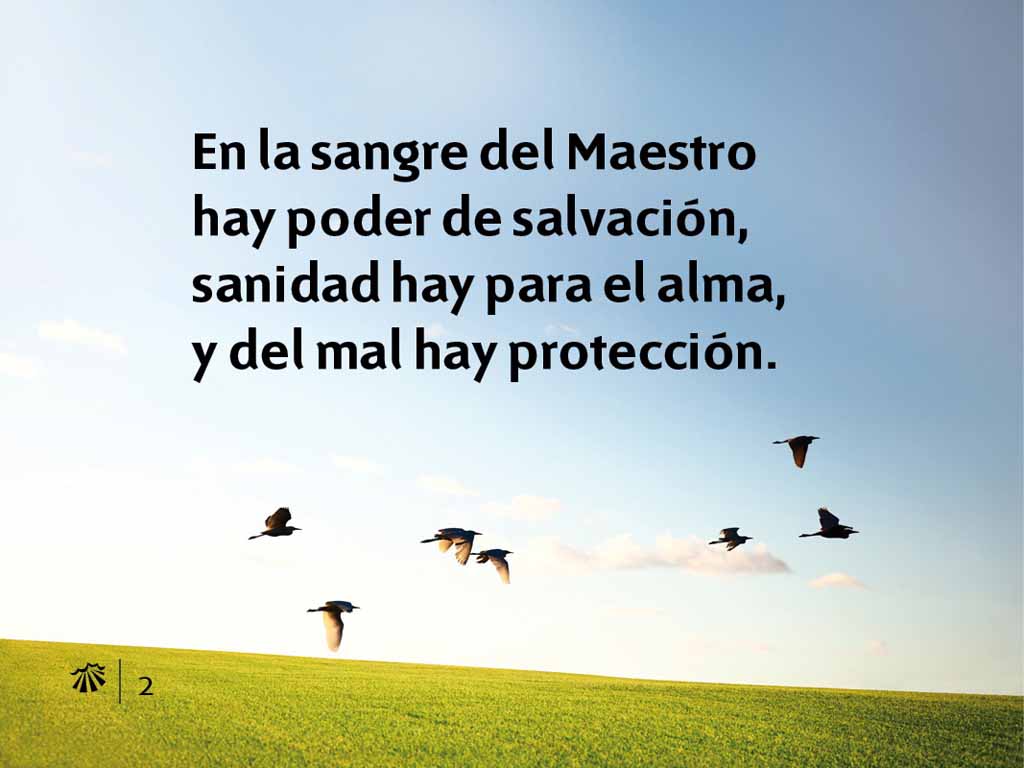 En la sangre del Maestro
hay poder de salvación,
sanidad hay para el alma,
y del mal hay protección.
2